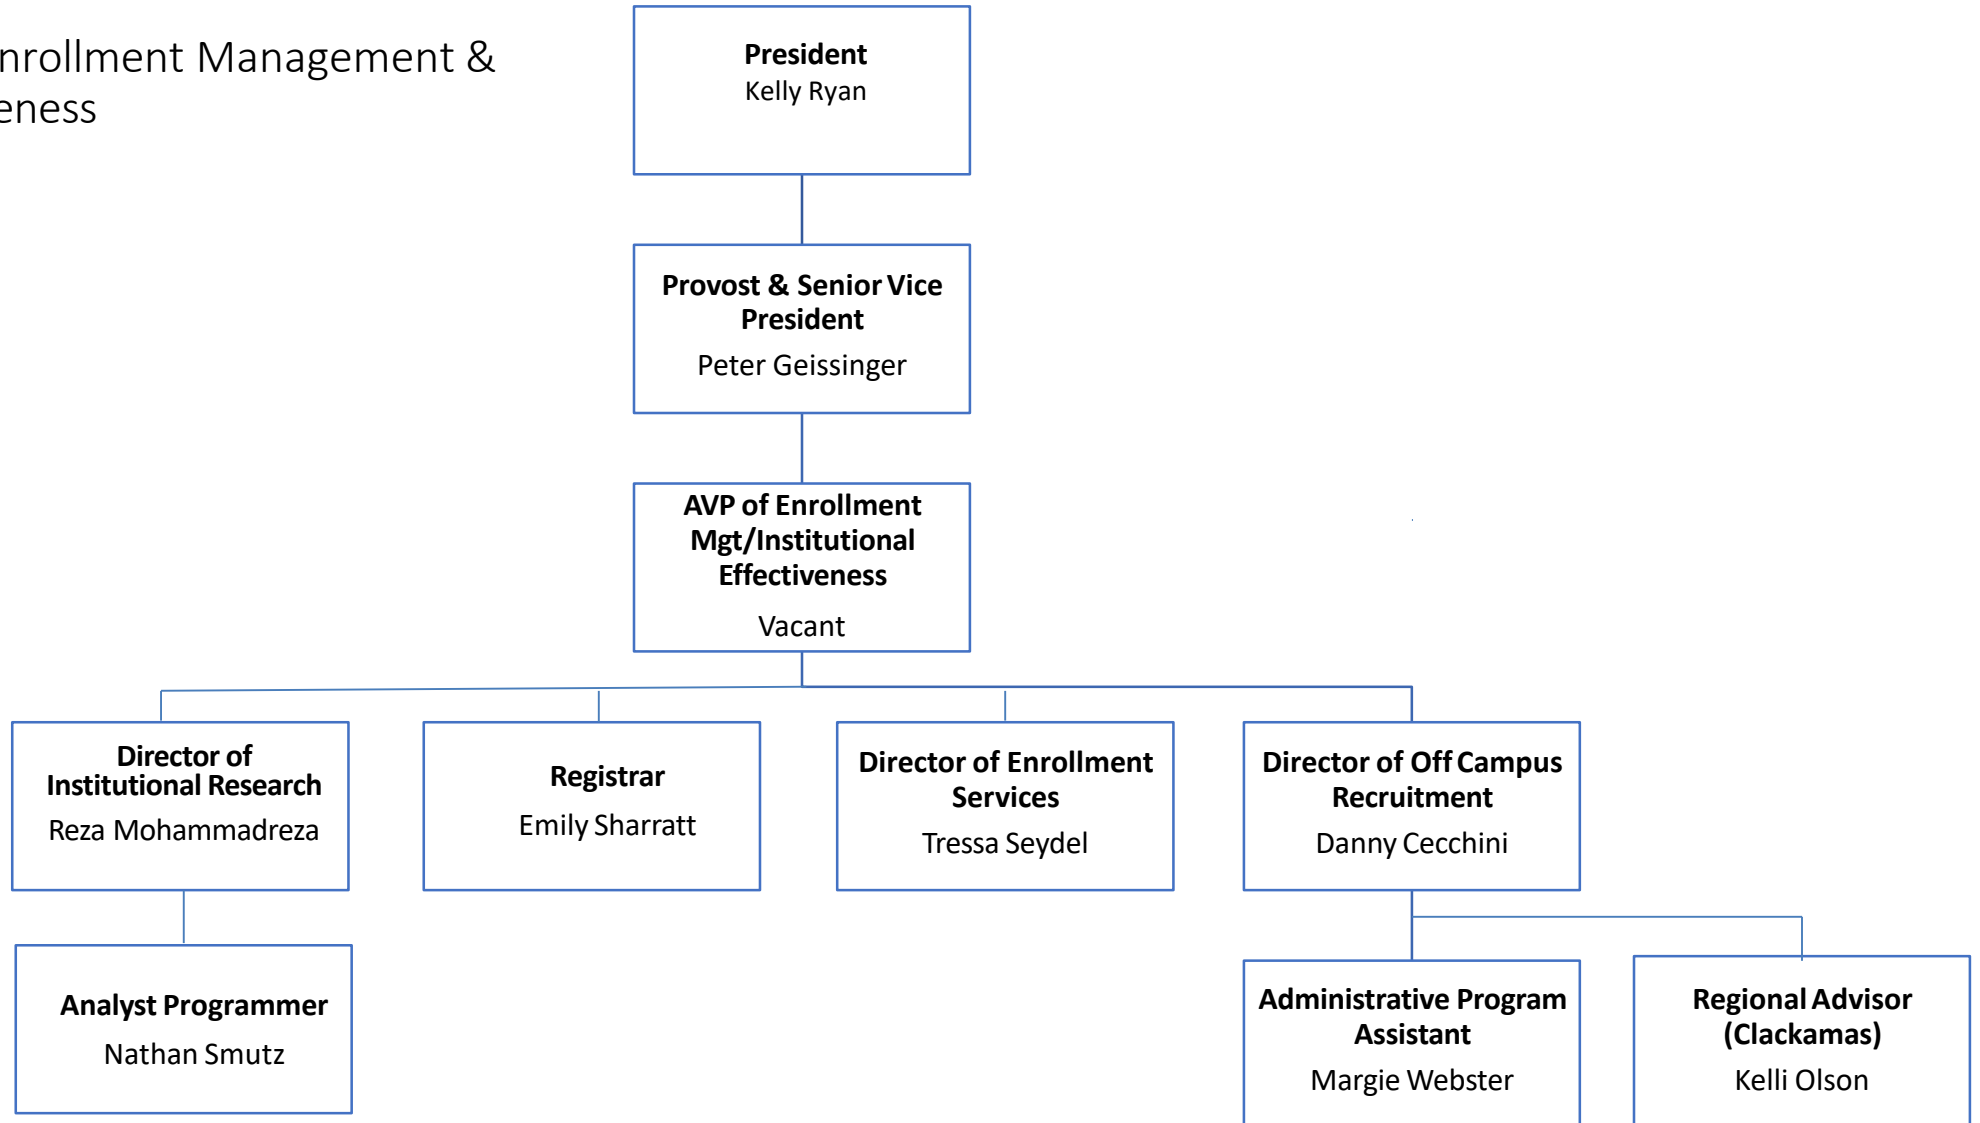 nrollment Management &
eness
President
Kelly Ryan
Provost & Senior Vice
President
Peter Geissinger
AVP of Enrollment
Mgt/Institutional
Effectiveness
Vacant
Director of
Institutional Research
Reza Mohammadreza
Registrar
Emily Sharratt
Director of Enrollment
Services
Tressa Seydel
Director of Off Campus
Recruitment
Danny Cecchini
Analyst Programmer
Nathan Smutz
Administrative Program
Assistant
Margie Webster
Regional Advisor
(Clackamas)
Kelli Olson